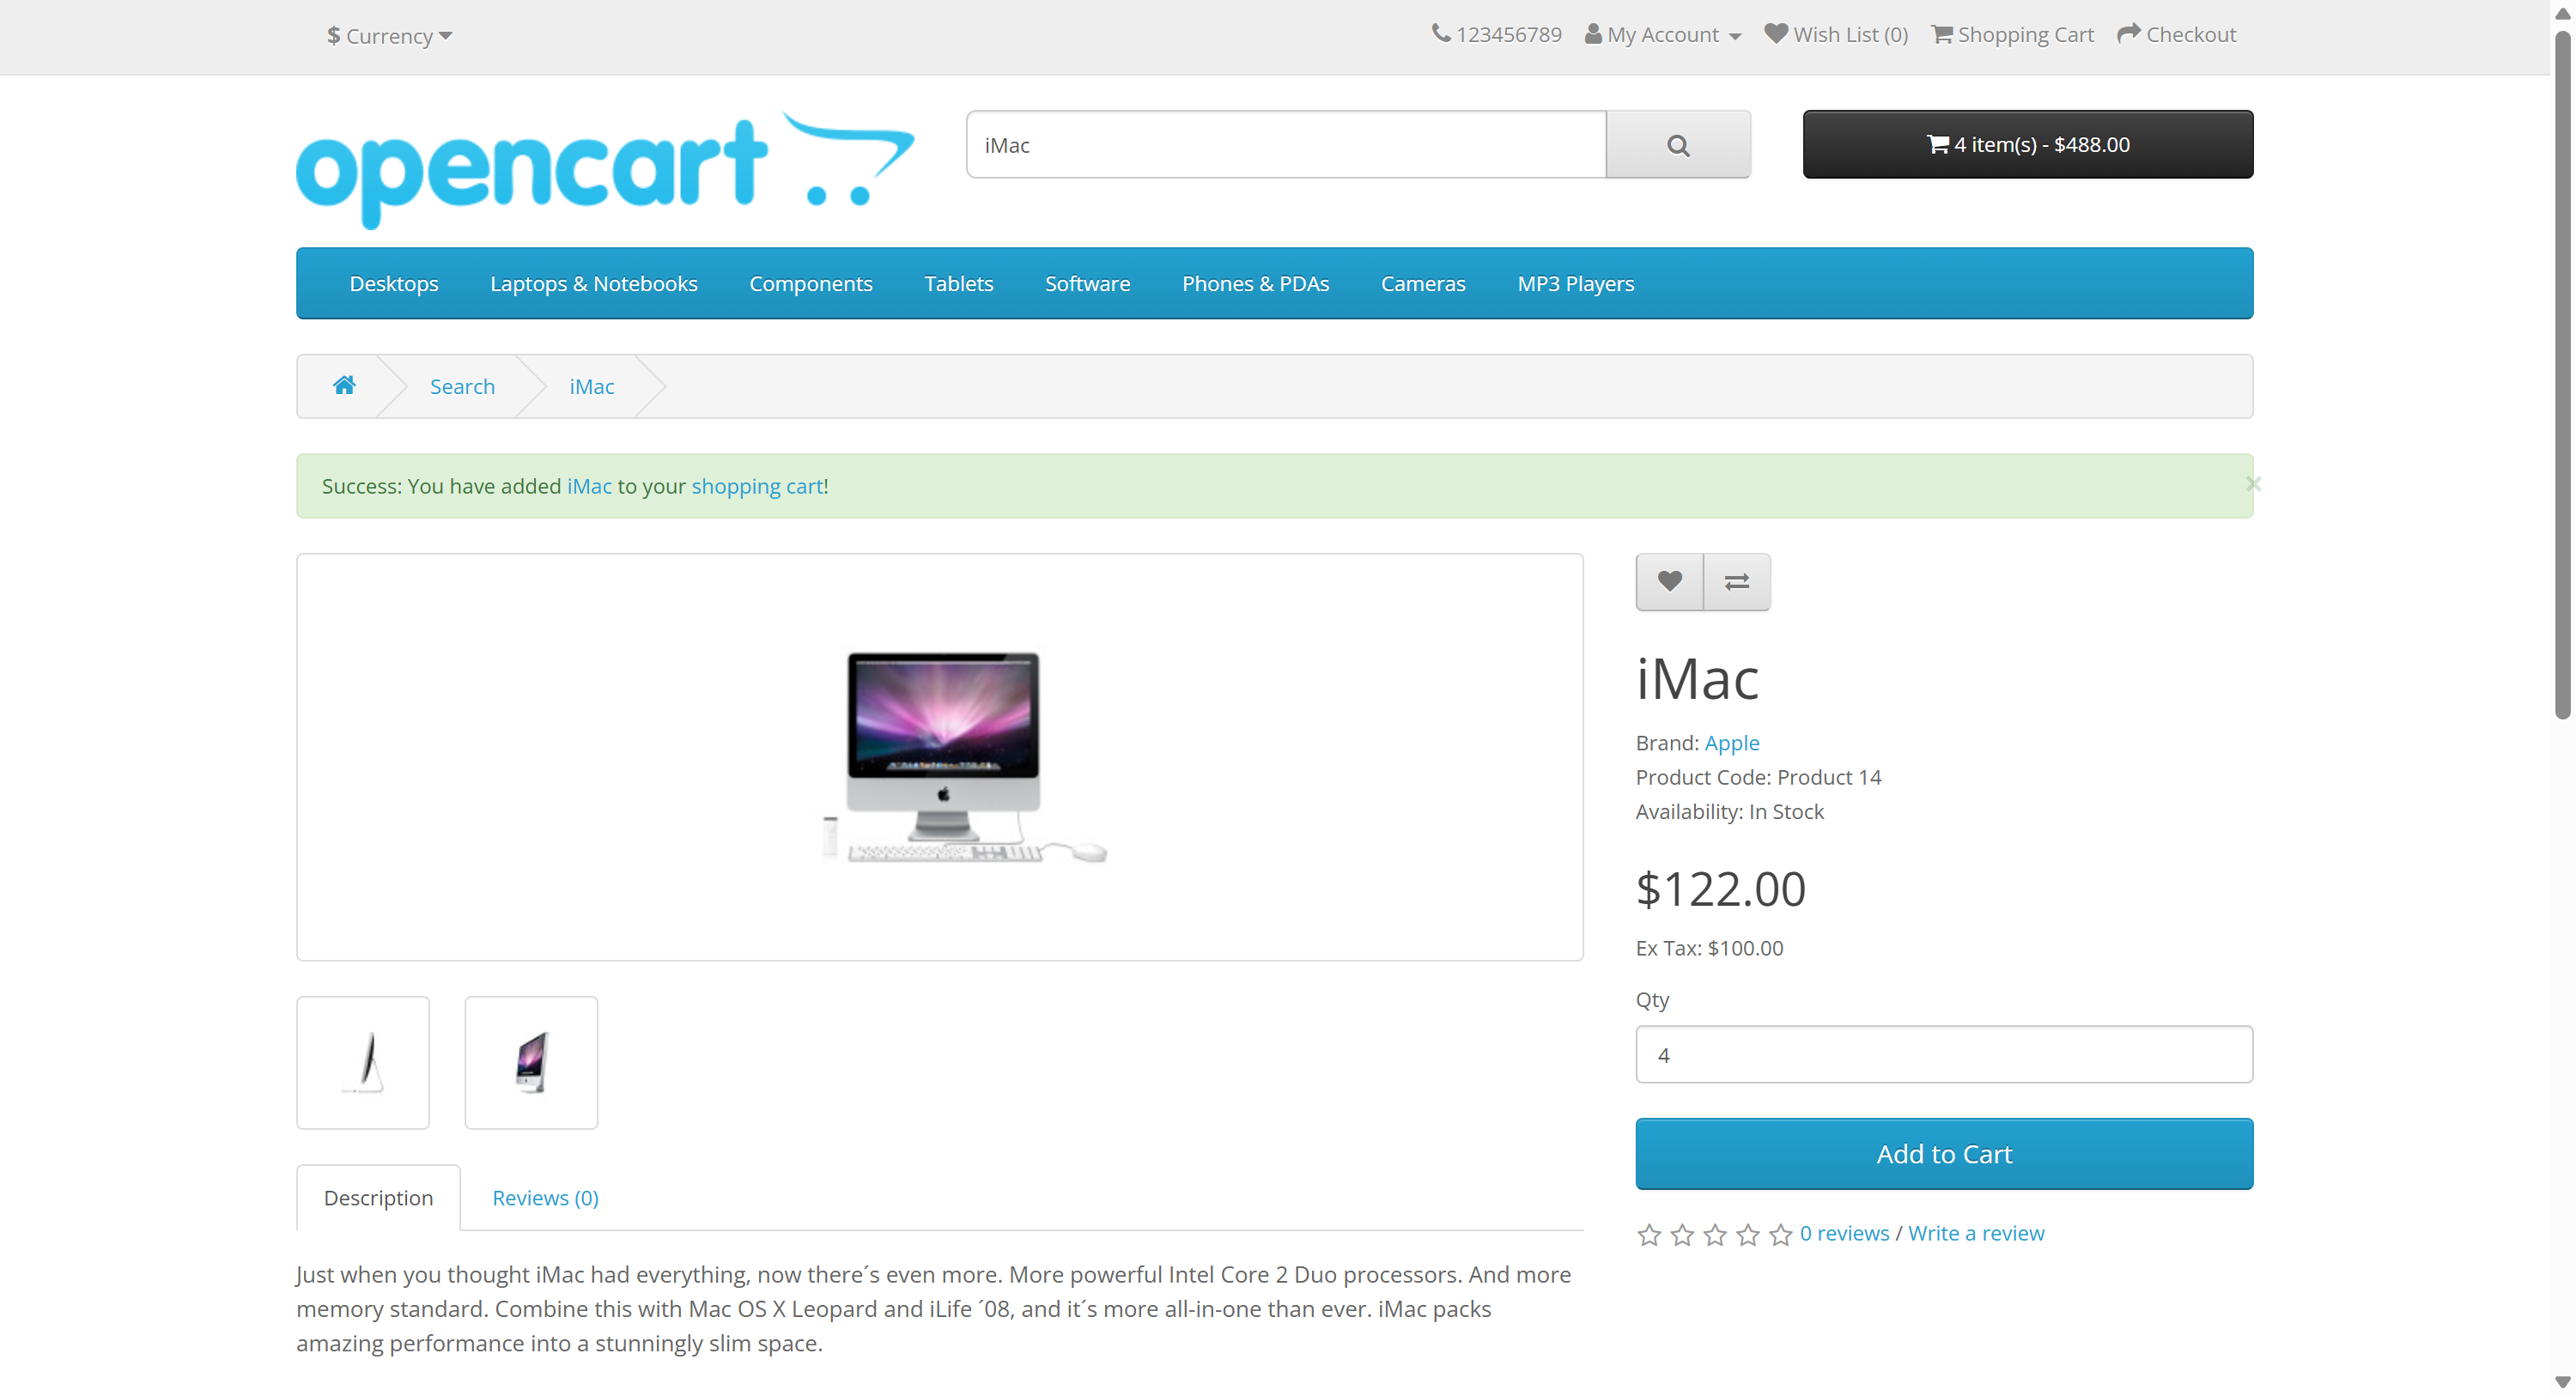 $ Currency
123456789 My Account Wish List (0) Shopping Cart Checkout
opencart
iMac
4 item(s) - $488.00
Desktops Laptops & Notebooks Components Tablets Software Phones & PDAs Cameras MP3 Players
Search iMac
Success: You have added iMac to your shopping cart!
×
iMac
Brand: Apple
Product Code: Product 14
Availability: In Stock
$122.00
Ex Tax: $100.00
Qty
4
Add to Cart
0 reviews / Write a review
Description Reviews (0)
Just when you thought iMac had everything, now there´s even more. More powerful Intel Core 2 Duo processors. And more
memory standard. Combine this with Mac OS X Leopard and iLife ´08, and it´s more all-in-one than ever. iMac packs
amazing performance into a stunningly slim space.